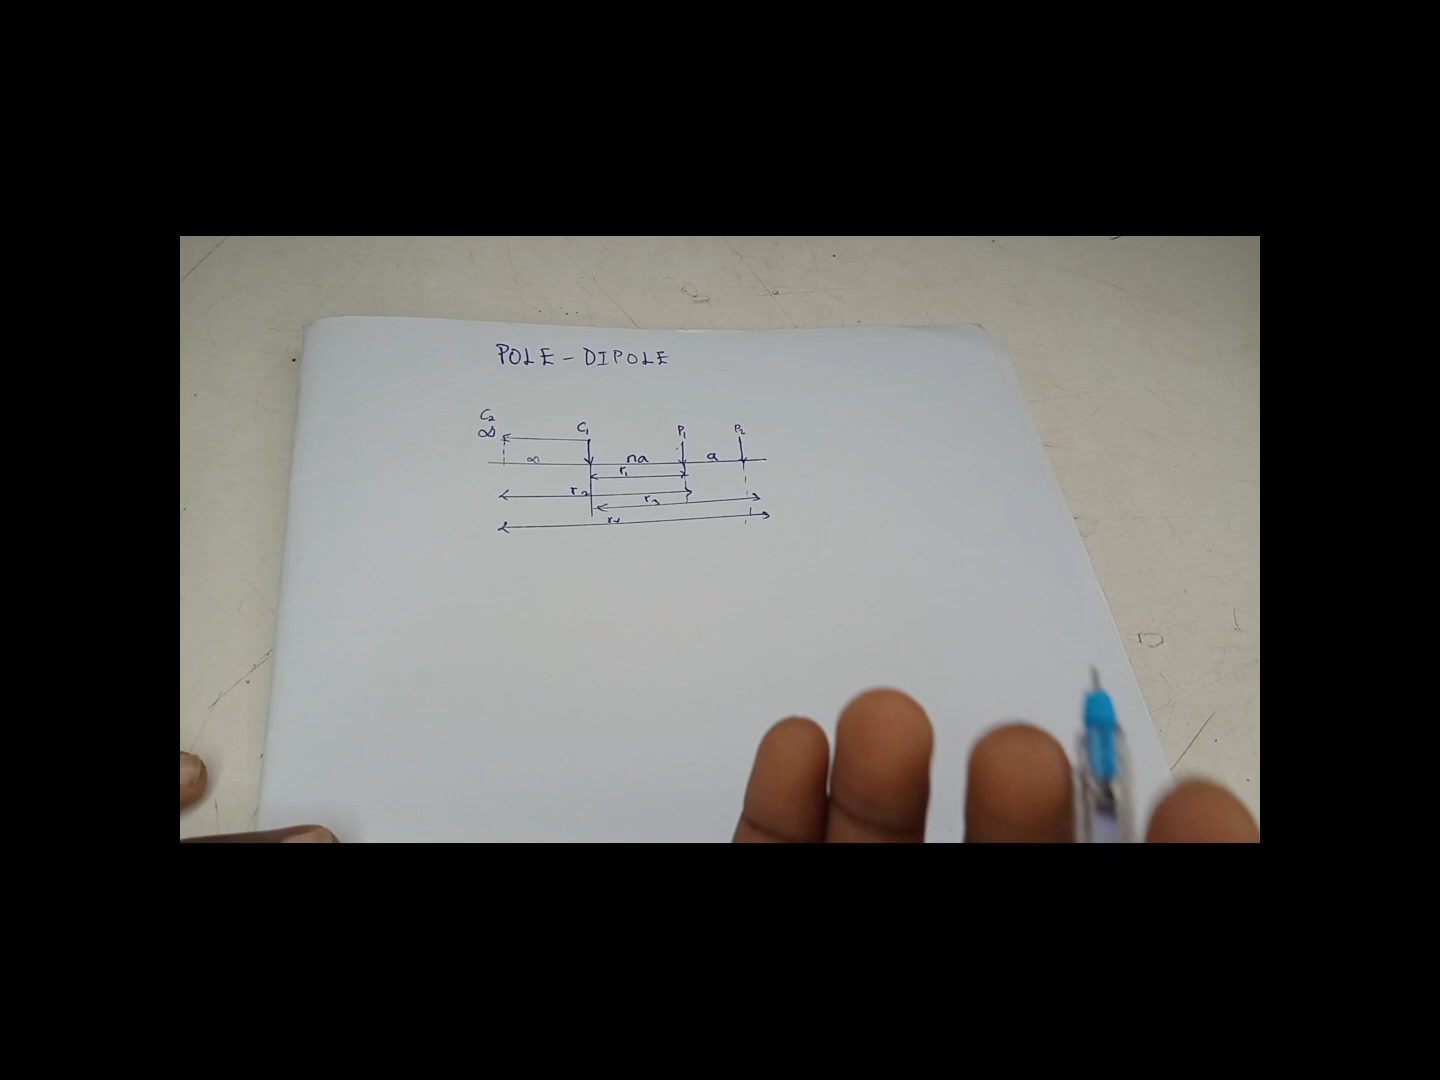 POLE - DIPOLE
C₂ C₁ P₁ P₂
∞
∞ na a
r₁
r₂
r₃
r₄